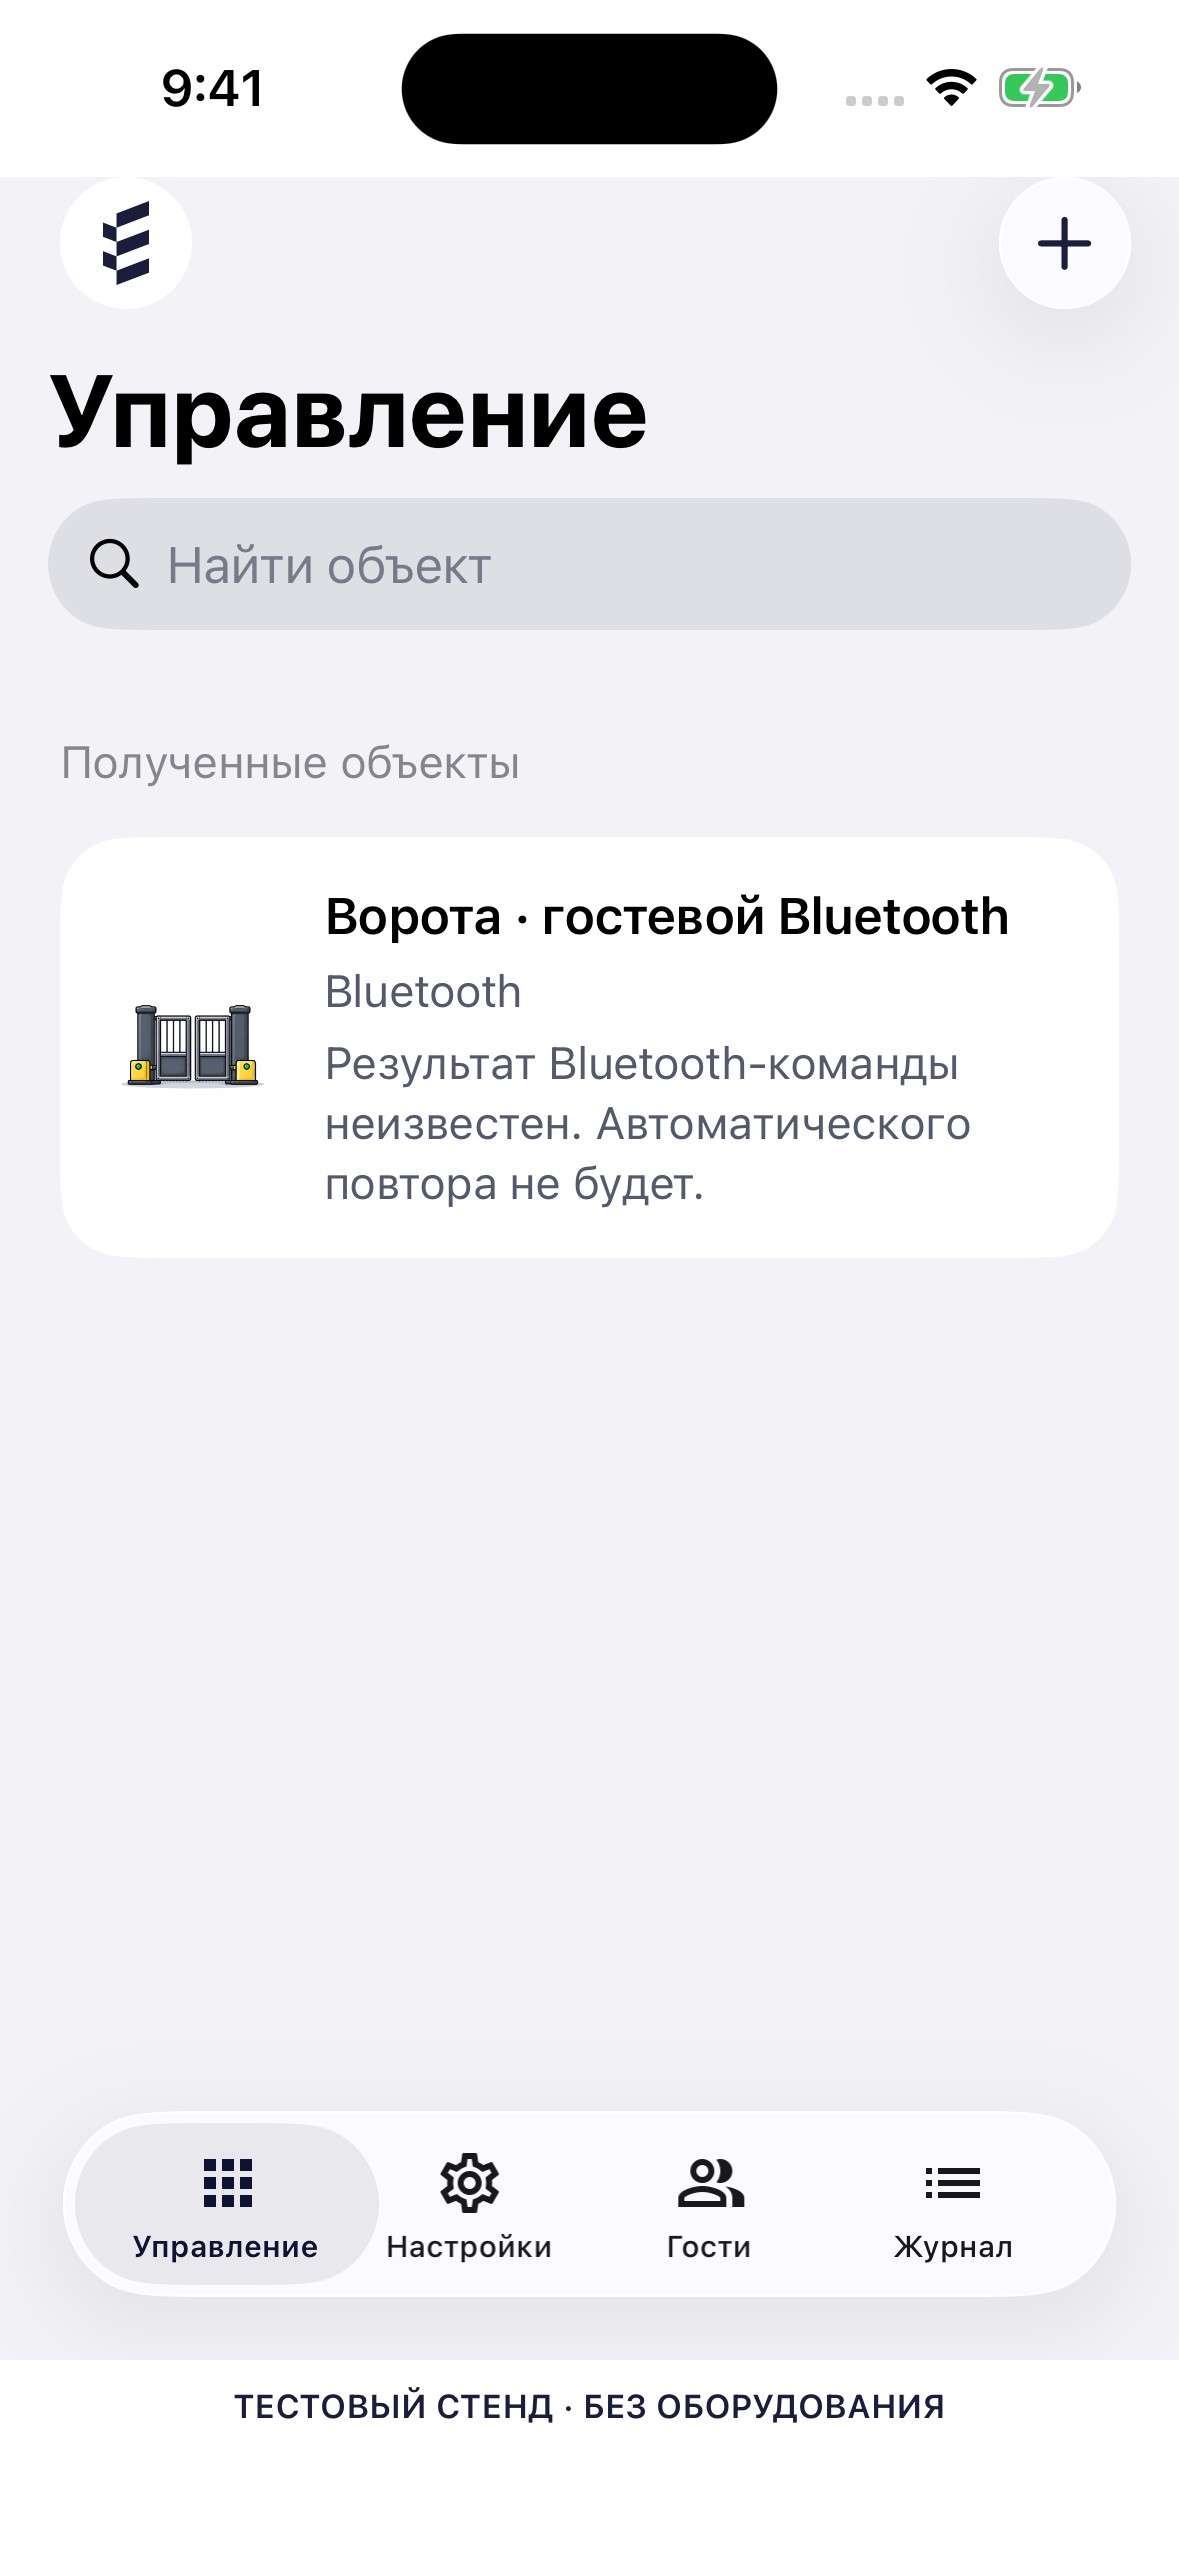 9:41
Управление
Найти объект
Полученные объекты
Ворота · гостевой Bluetooth
Bluetooth
Результат Bluetooth-команды
неизвестен. Автоматического
повтора не будет.
Управление
Настройки
Гости
Журнал
ТЕСТОВЫЙ СТЕНД · БЕЗ ОБОРУДОВАНИЯ